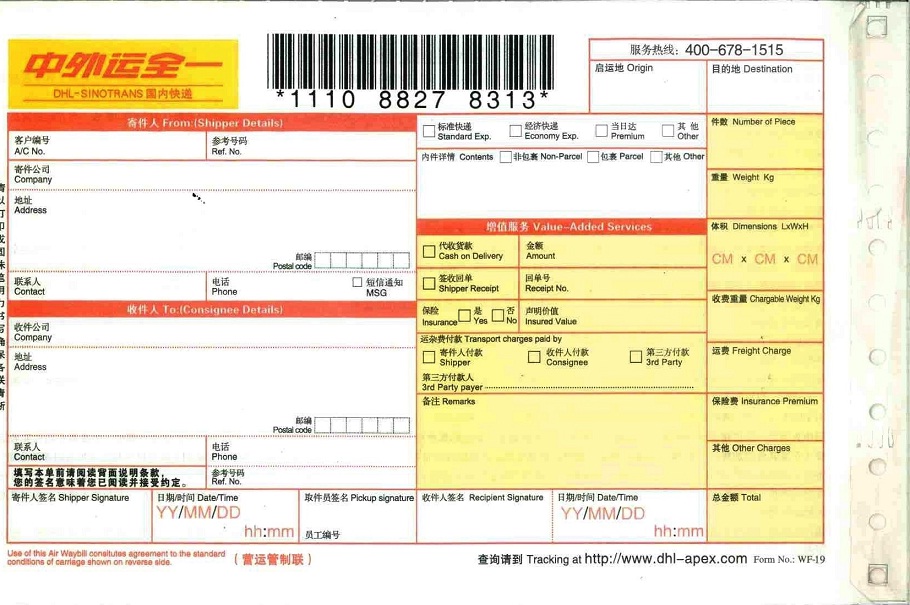 中外运全一
DHL-SINOTRANS 国内快递
*1110 8827 8313*
服务热线: 400-678-1515
启运地 Origin
目的地 Destination
寄件人 From:(Shipper Details)
客户编号
A/C No.
参考号码
Ref. No.
寄件公司
Company
地址
Address
邮编
Postal code
联系人
Contact
电话
Phone
短信通知
MSG
收件人 To:(Consignee Details)
收件公司
Company
地址
Address
邮编
Postal code
联系人
Contact
电话
Phone
填写本单前请阅读背面说明条款,
您的签名意味着您已阅读并接受约定。
参考号码
Ref. No.
标准快递
Standard Exp.
经济快递
Economy Exp.
当日达
Premium
其 他
Other
内件详情 Contents 非包裹 Non-Parcel 包裹 Parcel 其他 Other
增值服务 Value-Added Services
代收货款
Cash on Delivery
金额
Amount
签收回单
Shipper Receipt
回单号
Receipt No.
保险
Insurance
是
Yes
否
No
声明价值
Insured Value
运杂费付款 Transport charges paid by
寄件人付款
Shipper
收件人付款
Consignee
第三方付款
3rd Party
第三方付款人
3rd Party payer
备注 Remarks
件数 Number of Piece
重量 Weight Kg
体积 Dimensions LxWxH
CM x CM x CM
收费重量 Chargable Weight Kg
运费 Freight Charge
保险费 Insurance Premium
其他 Other Charges
总金额 Total
寄件人签名 Shipper Signature
日期/时间 Date/Time
YY/MM/DD
hh:mm
取件员签名 Pickup signature
员工编号
收件人签名 Recipient Signature
日期/时间 Date/Time
YY/MM/DD
hh:mm
Use of this Air Waybill consitutes agreement to the standard
conditions of carriage shown on reverse side.
(营运管制联)
查询请到 Tracking at http://www.dhl-apex.com Form No.: WF-19